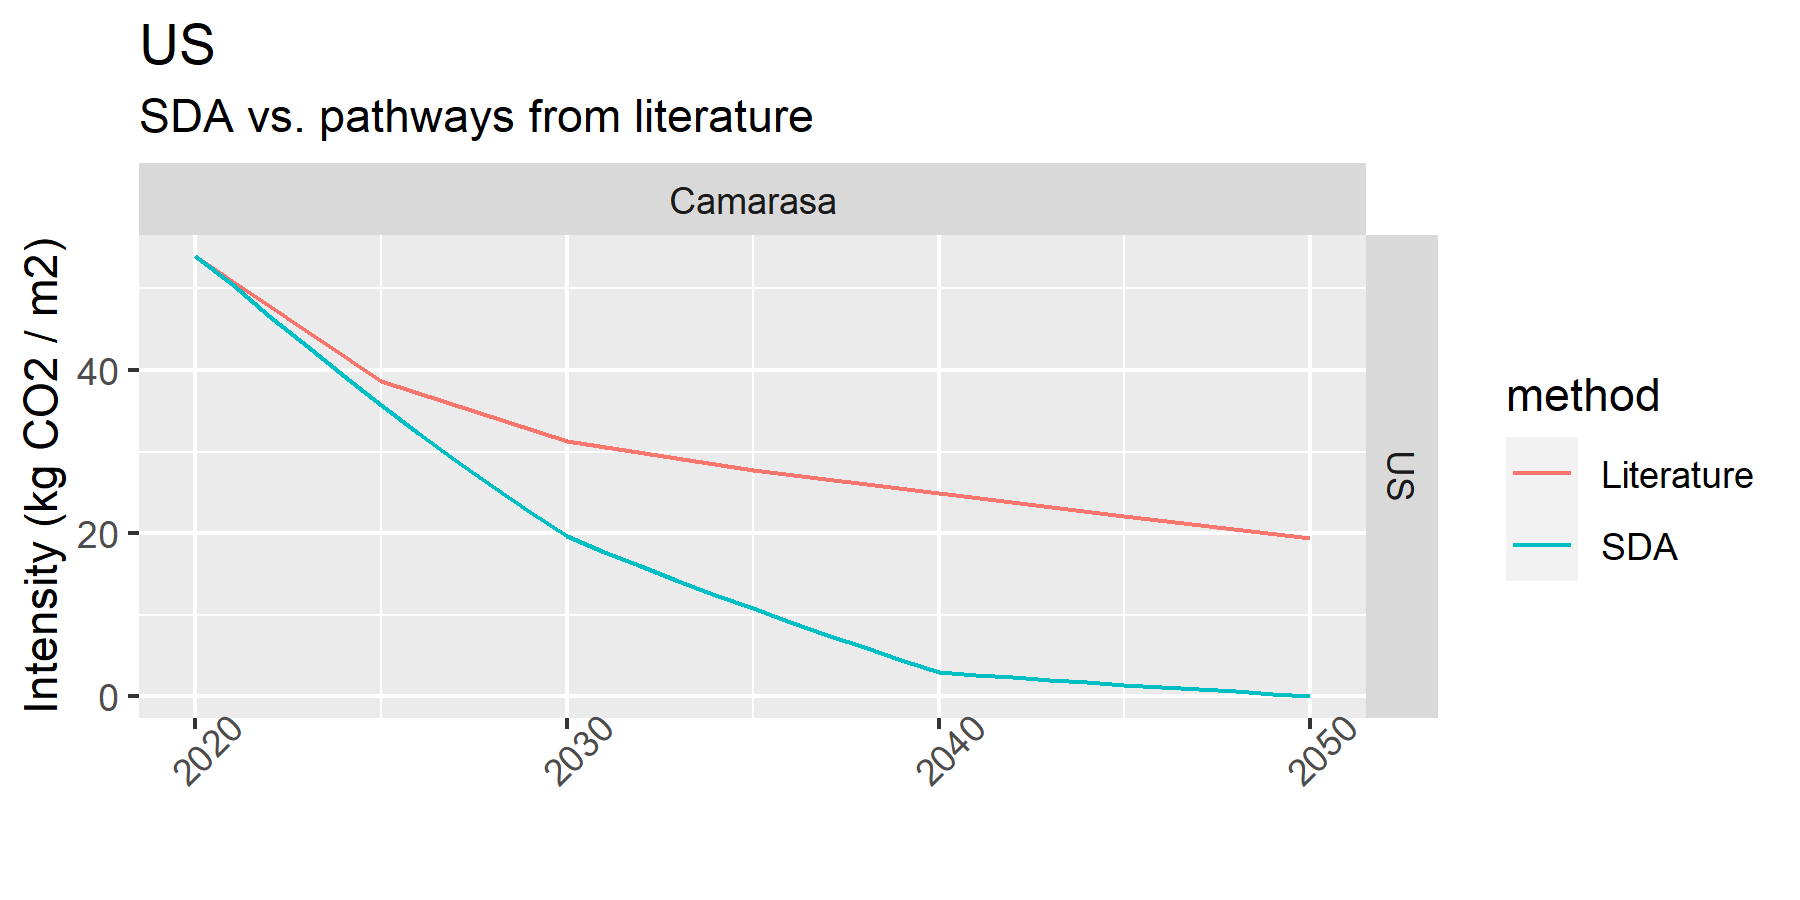 US
SDA vs. pathways from literature
Camarasa
US
Intensity (kg CO2 / m2)
40
20
0
2020
2030
2040
2050
method
Literature
SDA